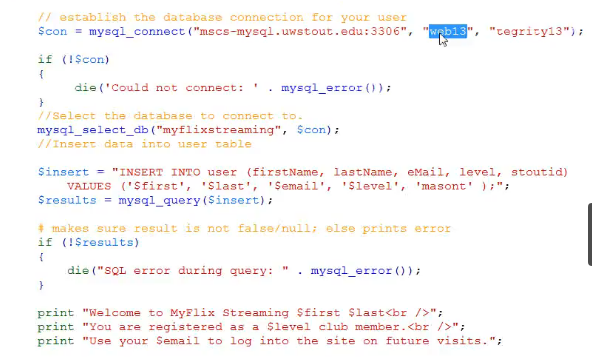 // establish the database connection for your user
$con = mysql_connect("mscs-mysql.uwstout.edu:3306", "web13", "tegrity13");
if (!$con)
{
die('Could not connect: ' . mysql_error());
}
//Select the database to connect to.
mysql_select_db("myflixstreaming", $con);
//Insert data into user table
$insert = "INSERT INTO user (firstName, lastName, eMail, level, stoutid)
VALUES ('$first', '$last', '$email', '$level', 'masont' );";
$results = mysql_query($insert);
# makes sure result is not false/null; else prints error
if (!$results)
{
die("SQL error during query: " . mysql_error());
}
print "Welcome to MyFlix Streaming $first $last<br />";
print "You are registered as a $level club member.<br />";
print "Use your $email to log into the site on future visits.";